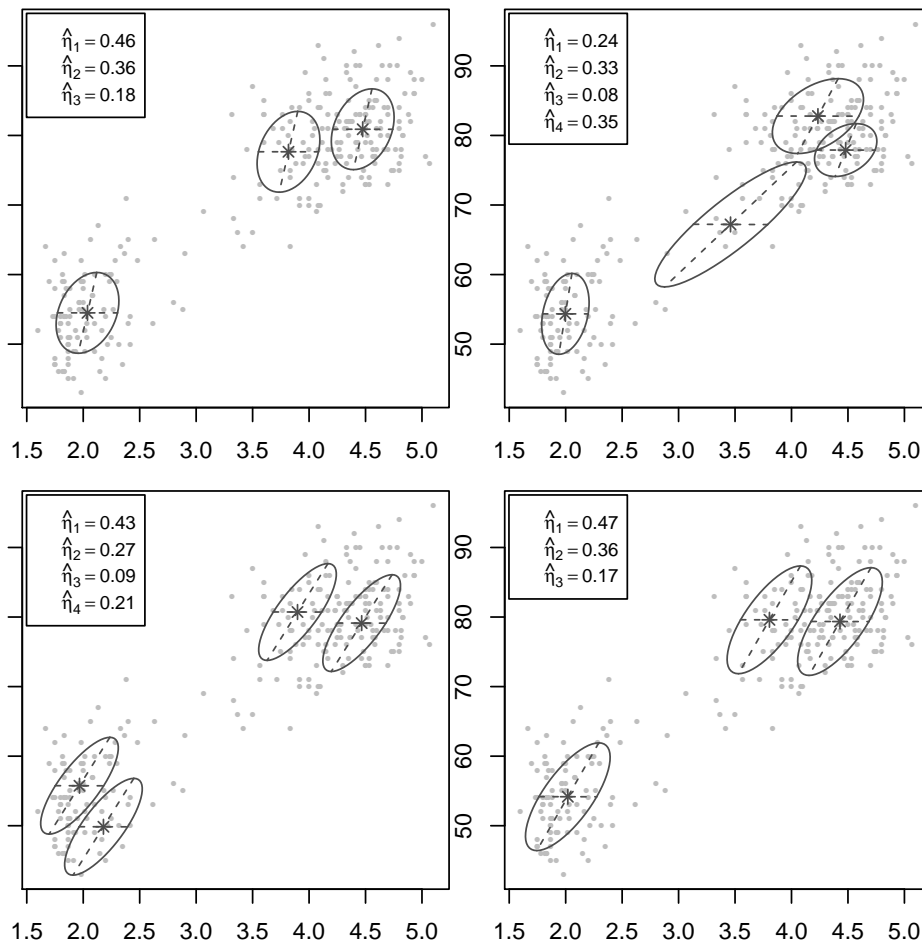 η̂₁ = 0.46
η̂₂ = 0.36
η̂₃ = 0.18
90
80
70
60
50
1.5 2.0 2.5 3.0 3.5 4.0 4.5 5.0
η̂₁ = 0.24
η̂₂ = 0.33
η̂₃ = 0.08
η̂₄ = 0.35
1.5 2.0 2.5 3.0 3.5 4.0 4.5 5.0
η̂₁ = 0.43
η̂₂ = 0.27
η̂₃ = 0.09
η̂₄ = 0.21
90
80
70
60
50
1.5 2.0 2.5 3.0 3.5 4.0 4.5 5.0
η̂₁ = 0.47
η̂₂ = 0.36
η̂₃ = 0.17
1.5 2.0 2.5 3.0 3.5 4.0 4.5 5.0